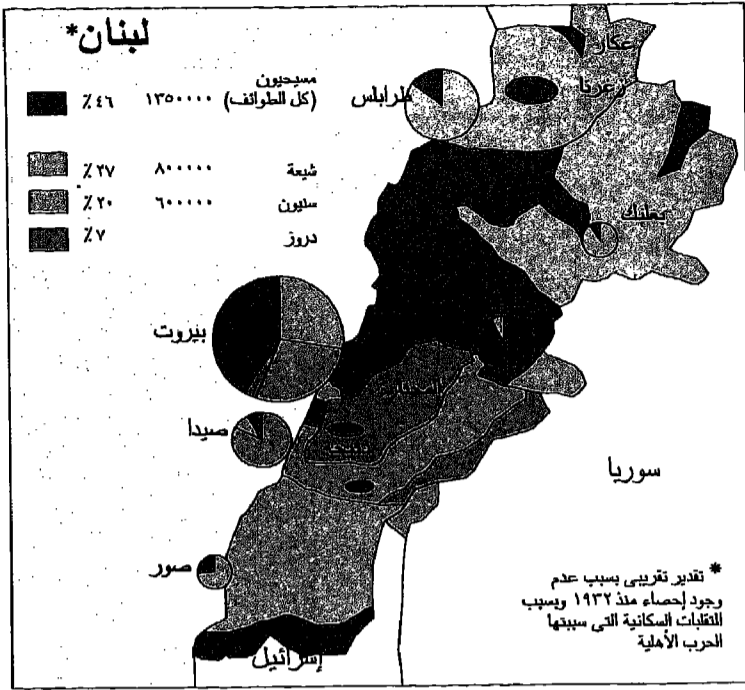 لبنان*
مسيحيون
(كل الطوائف) ١٣٥٠٠٠٠ ٪٤٦
شيعة ٨٠٠٠٠٠ ٪٢٧
سنيون ٦٠٠٠٠٠ ٪٢٠
دروز ٪٧
عكار
زغرتا
طرابلس
بعلبك
بيروت
صيدا
صور
سوريا
إسرائيل
* تقدير تقريبى بسبب عدم
وجود إحصاء منذ ١٩٣٢ وبسبب
التقلبات السكانية التي سببتها
الحرب الأهلية